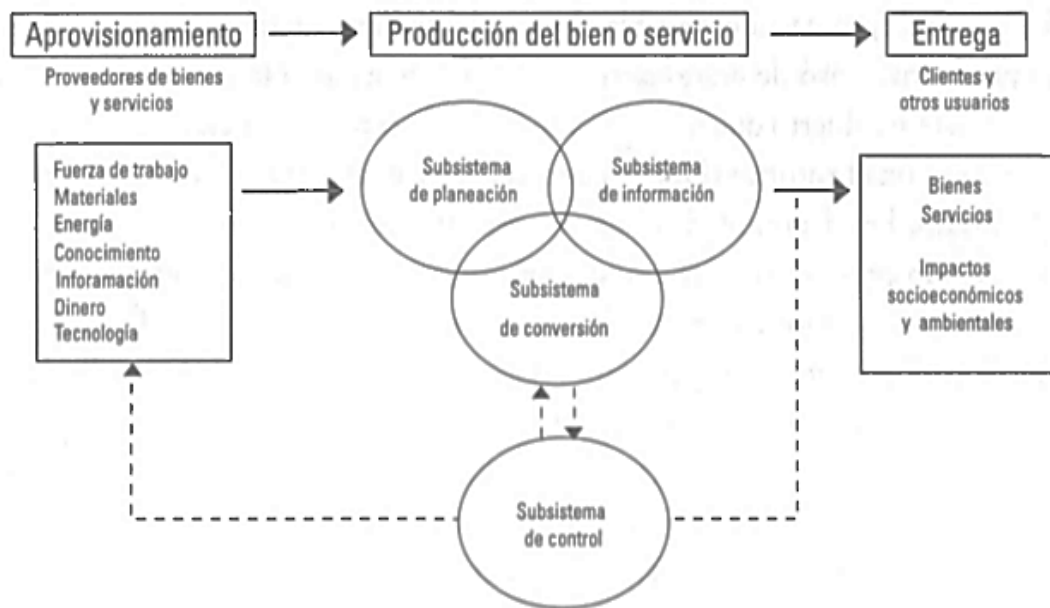 Aprovisionamiento
Producción del bien o servicio
Entrega
Proveedores de bienes
y servicios
Clientes y
otros usuarios
Fuerza de trabajo
Materiales
Energía
Conocimiento
Inforamación
Dinero
Tecnología
Subsistema
de planeación
Subsistema
de información
Subsistema
de conversión
Bienes
Servicios
Impactos
socioeconómicos
y ambientales
Subsistema
de control